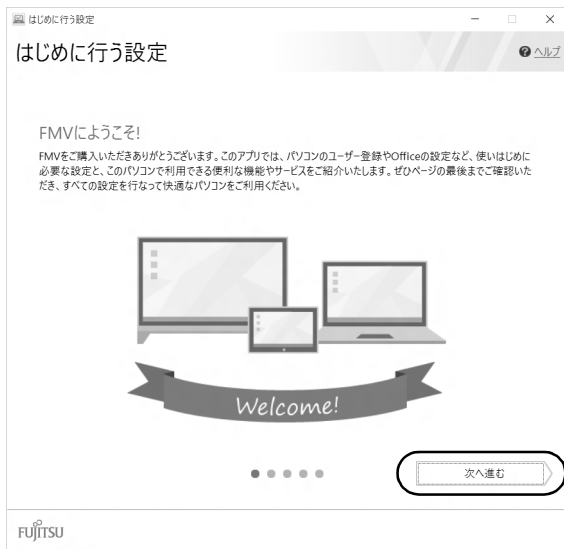 はじめに行う設定
はじめに行う設定
ヘルプ
FMVにようこそ!
FMVをご購入いただきありがとうございます。このアプリでは、パソコンのユーザー登録やOfficeの設定など、使いはじめに
必要な設定と、このパソコンで利用できる便利な機能やサービスをご紹介いたします。ぜひページの最後までご確認いた
だき、すべての設定を行なって快適なパソコンをご利用ください。
Welcome!
次へ進む
FUJITSU